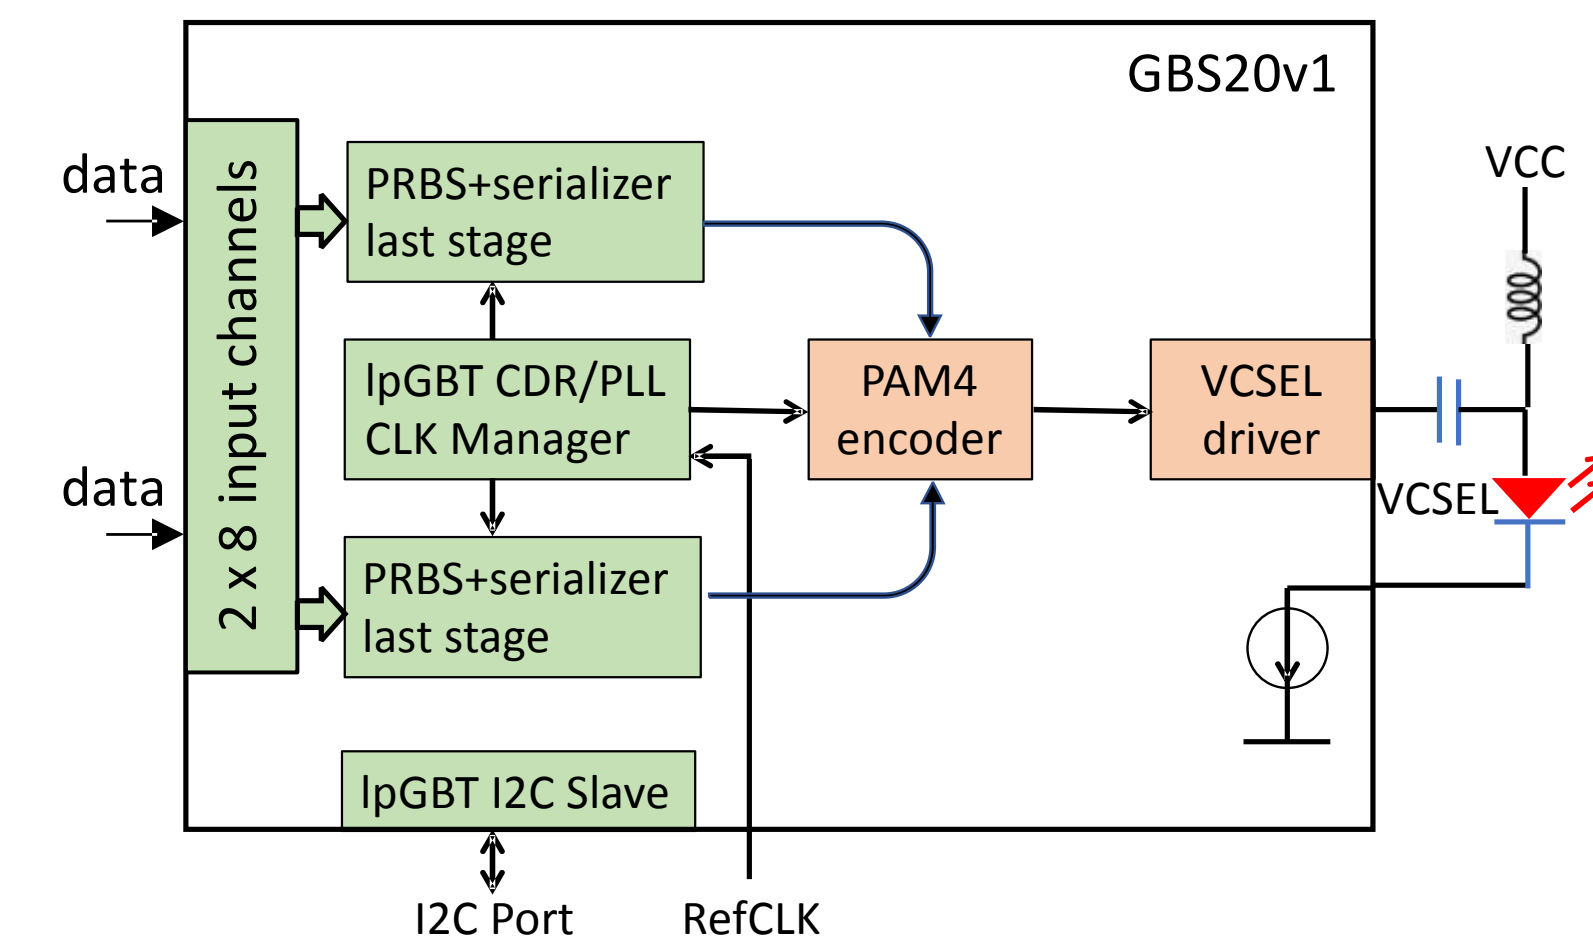 GBS20v1
data
data
2 x 8 input channels
PRBS+serializer
last stage
lpGBT CDR/PLL
CLK Manager
PRBS+serializer
last stage
lpGBT I2C Slave
PAM4
encoder
VCSEL
driver
VCC
VCSEL
I2C Port
RefCLK